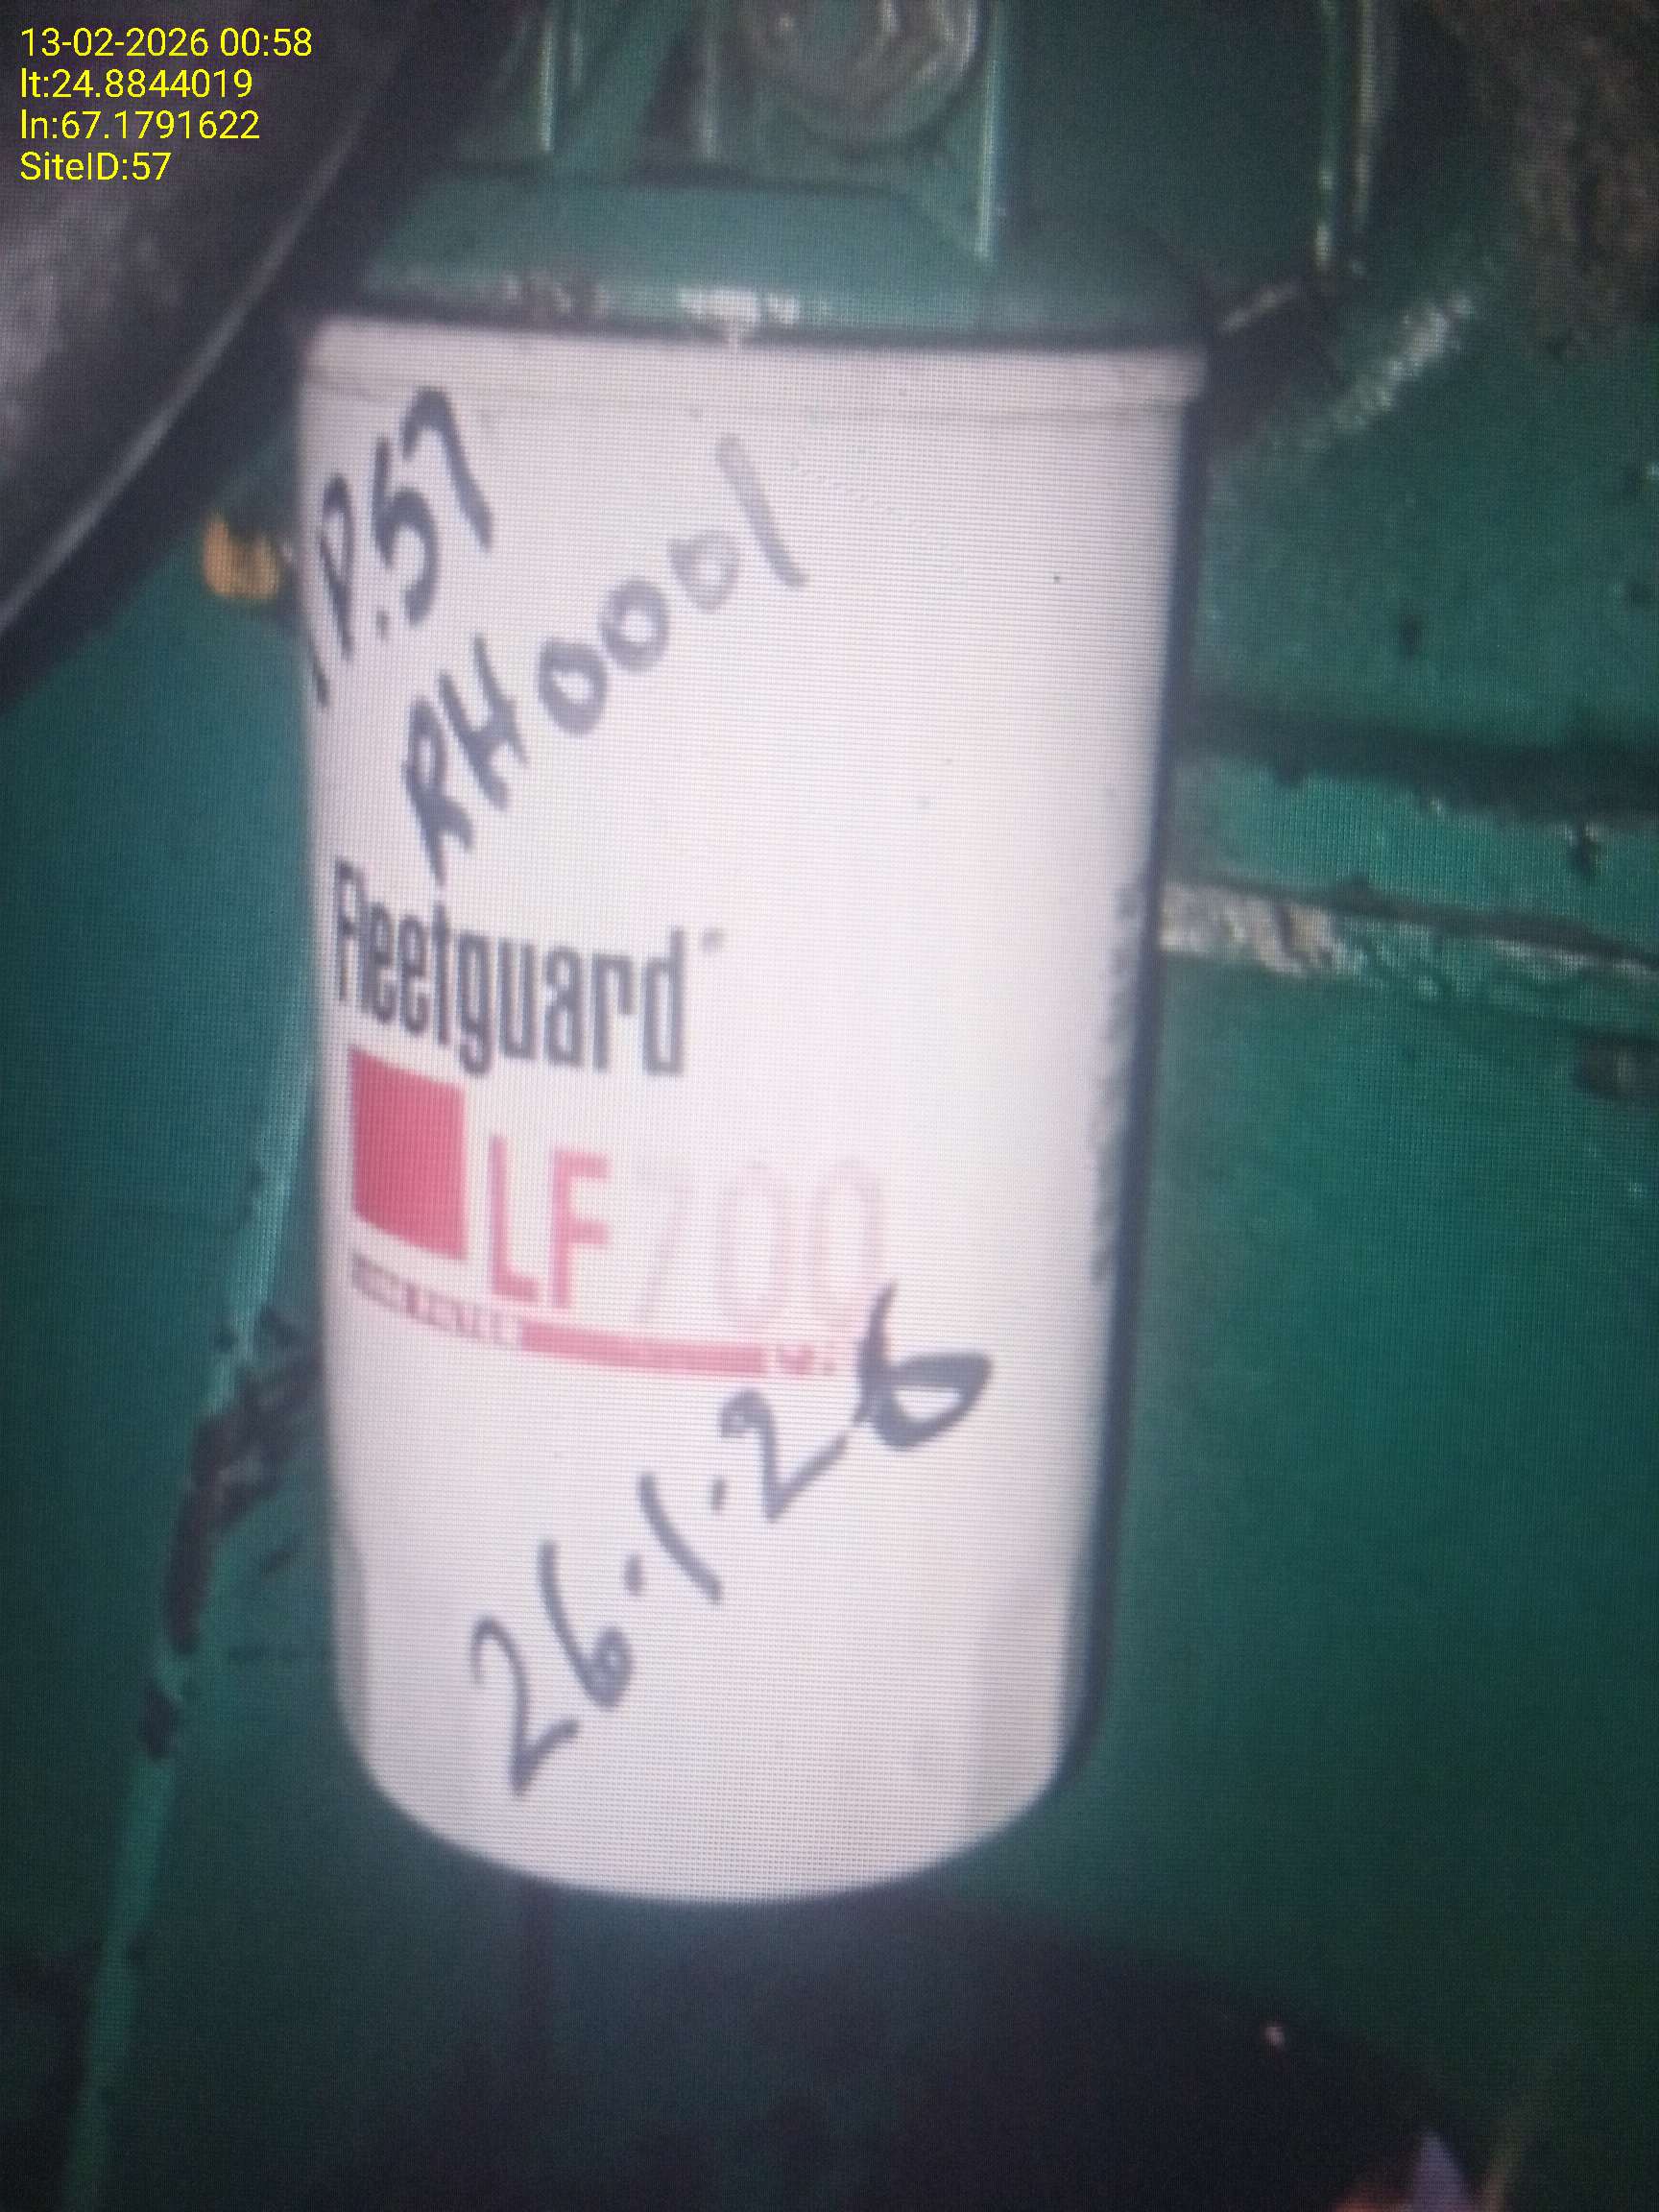 13-02-2026 00:58
lt:24.8844019
ln:67.1791622
SiteID:57
P.57
RH0001
Fleetguard
LF700
26.1.26